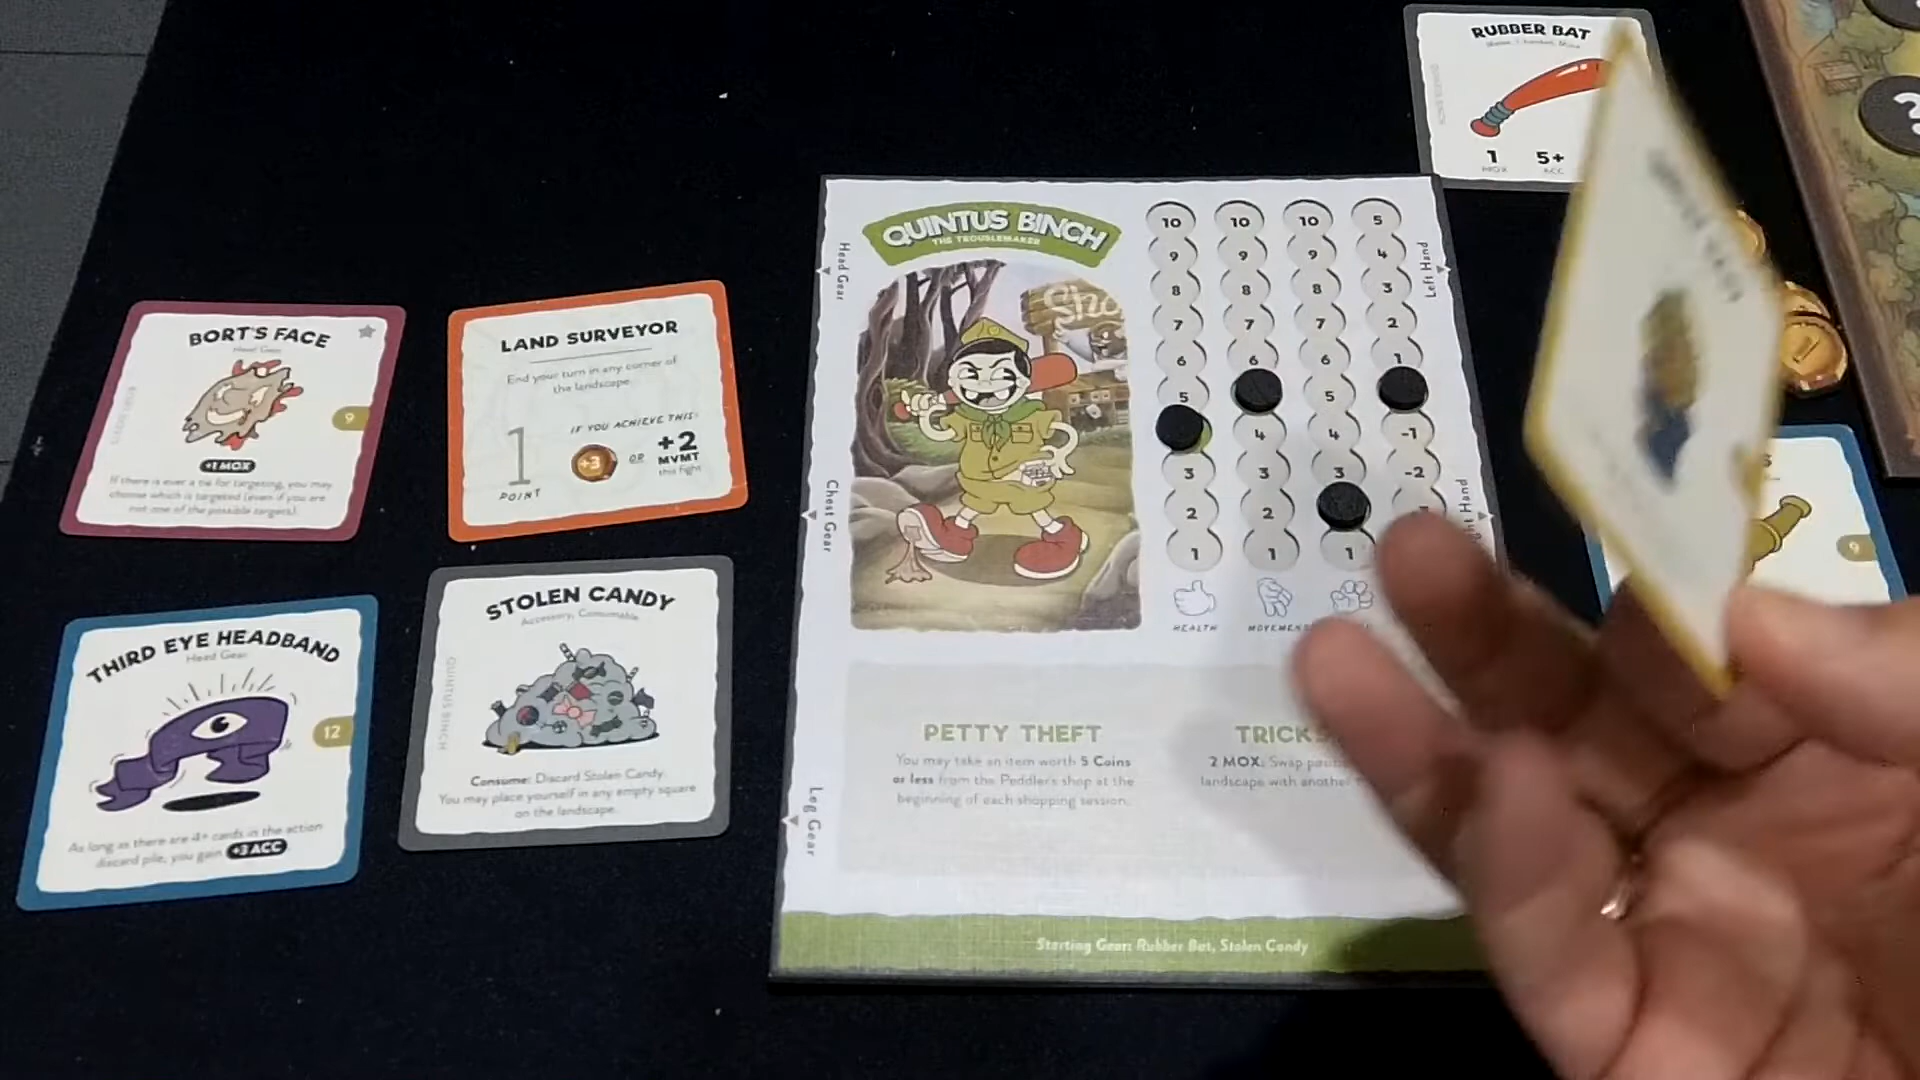 RUBBER BAT
QUINTUS BINCH
1
MOX
5+
ACC
QUINTUS BINCH
THE TROUBLEMAKER
Head Gear
Chest Gear
Leg Gear
Left Hand
10 10 10 5
9 9 9 4
8 8 8 3
7 7 7 2
6 6 6 1
5 5
4 4 -1
3 3 3 -2
2 2
1 1 1
HEALTH
PETTY THEFT
You may take an item worth 5 Coins
or less from the Peddler's shop at the
beginning of each shopping session.
TRICKS
2 MOX: Swap
landscape with another
Starting Gear: Rubber Bat, Stolen Candy
BORT'S FACE
Head Gear
9
+1 MOX
If there is ever a tie for targeting, you may
choose which is targeted (even if you are
not one of the possible targets).
LAND SURVEYOR
End your turn in any corner of
the landscape.
1
POINT
IF YOU ACHIEVE THIS:
+3 OR +2
MVMT
this fight
THIRD EYE HEADBAND
Head Gear
12
As long as there are 4+ cards in the action
discard pile, you gain +3 ACC
STOLEN CANDY
Accessory, Consumable
QUINTUS BINCH
Consume: Discard Stolen Candy.
You may place yourself in any empty square
on the landscape.
9